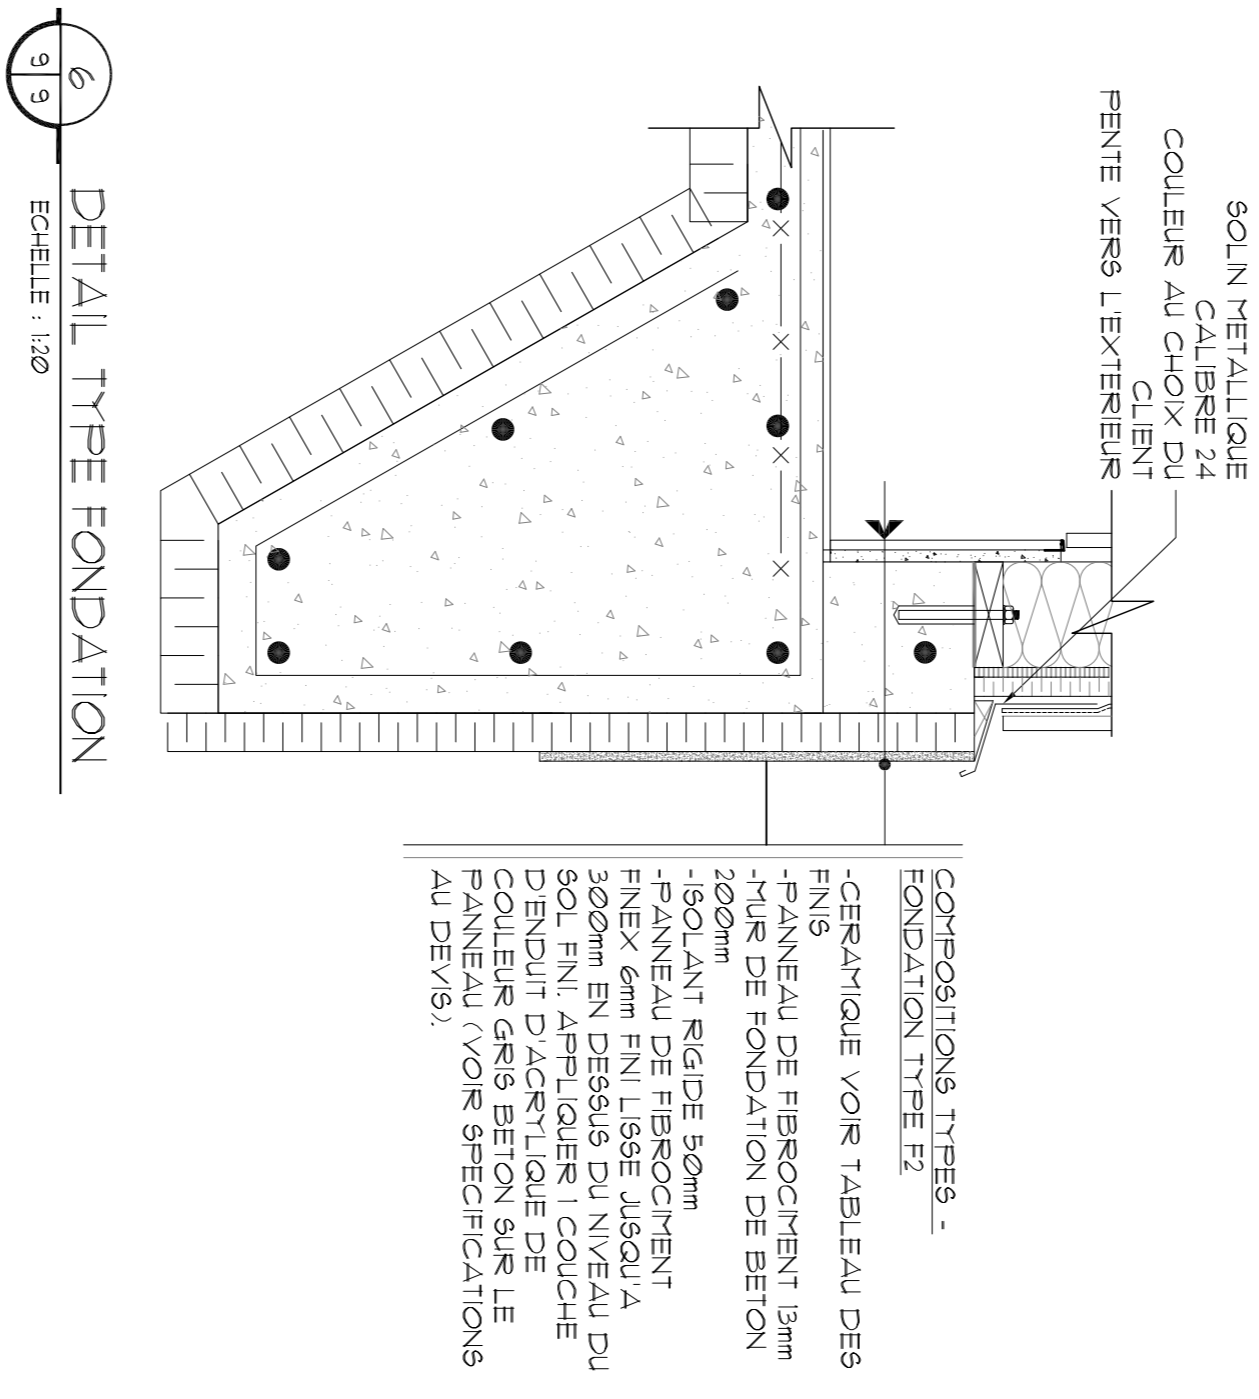 SOLIN METALLIQUE
CALIBRE 24
COULEUR AU CHOIX DU
CLIENT
PENTE VERS L'EXTERIEUR
COMPOSITIONS TYPES -
FONDATION TYPE F2
-CERAMIQUE VOIR TABLEAU DES
FINIS
-PANNEAU DE FIBROCIMENT 13mm
-MUR DE FONDATION DE BETON
200mm
-ISOLANT RIGIDE 50mm
-PANNEAU DE FIBROCIMENT
FINEX 6mm FINI LISSE JUSQU'A
300mm EN DESSUS DU NIVEAU DU
SOL FINI. APPLIQUER 1 COUCHE
D'ENDUIT D'ACRYLIQUE DE
COULEUR GRIS BETON SUR LE
PANNEAU (VOIR SPECIFICATIONS
AU DEVIS).
6
9 9
DETAIL TYPE FONDATION
ECHELLE : 1:20